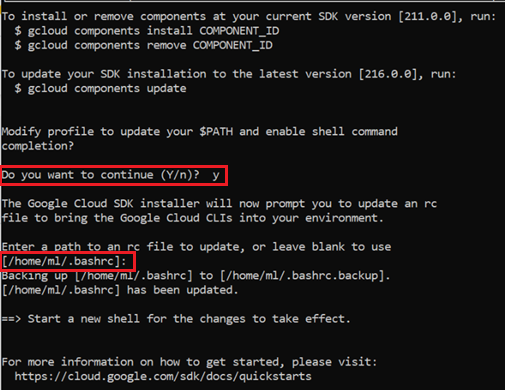 To install or remove components at your current SDK version [211.0.0], run:
$ gcloud components install COMPONENT_ID
$ gcloud components remove COMPONENT_ID
To update your SDK installation to the latest version [216.0.0], run:
$ gcloud components update
Modify profile to update your $PATH and enable shell command
completion?
Do you want to continue (Y/n)?  y
The Google Cloud SDK installer will now prompt you to update an rc
file to bring the Google Cloud CLIs into your environment.
Enter a path to an rc file to update, or leave blank to use
[/home/ml/.bashrc]:
Backing up [/home/ml/.bashrc] to [/home/ml/.bashrc.backup].
[/home/ml/.bashrc] has been updated.
==> Start a new shell for the changes to take effect.
For more information on how to get started, please visit:
https://cloud.google.com/sdk/docs/quickstarts